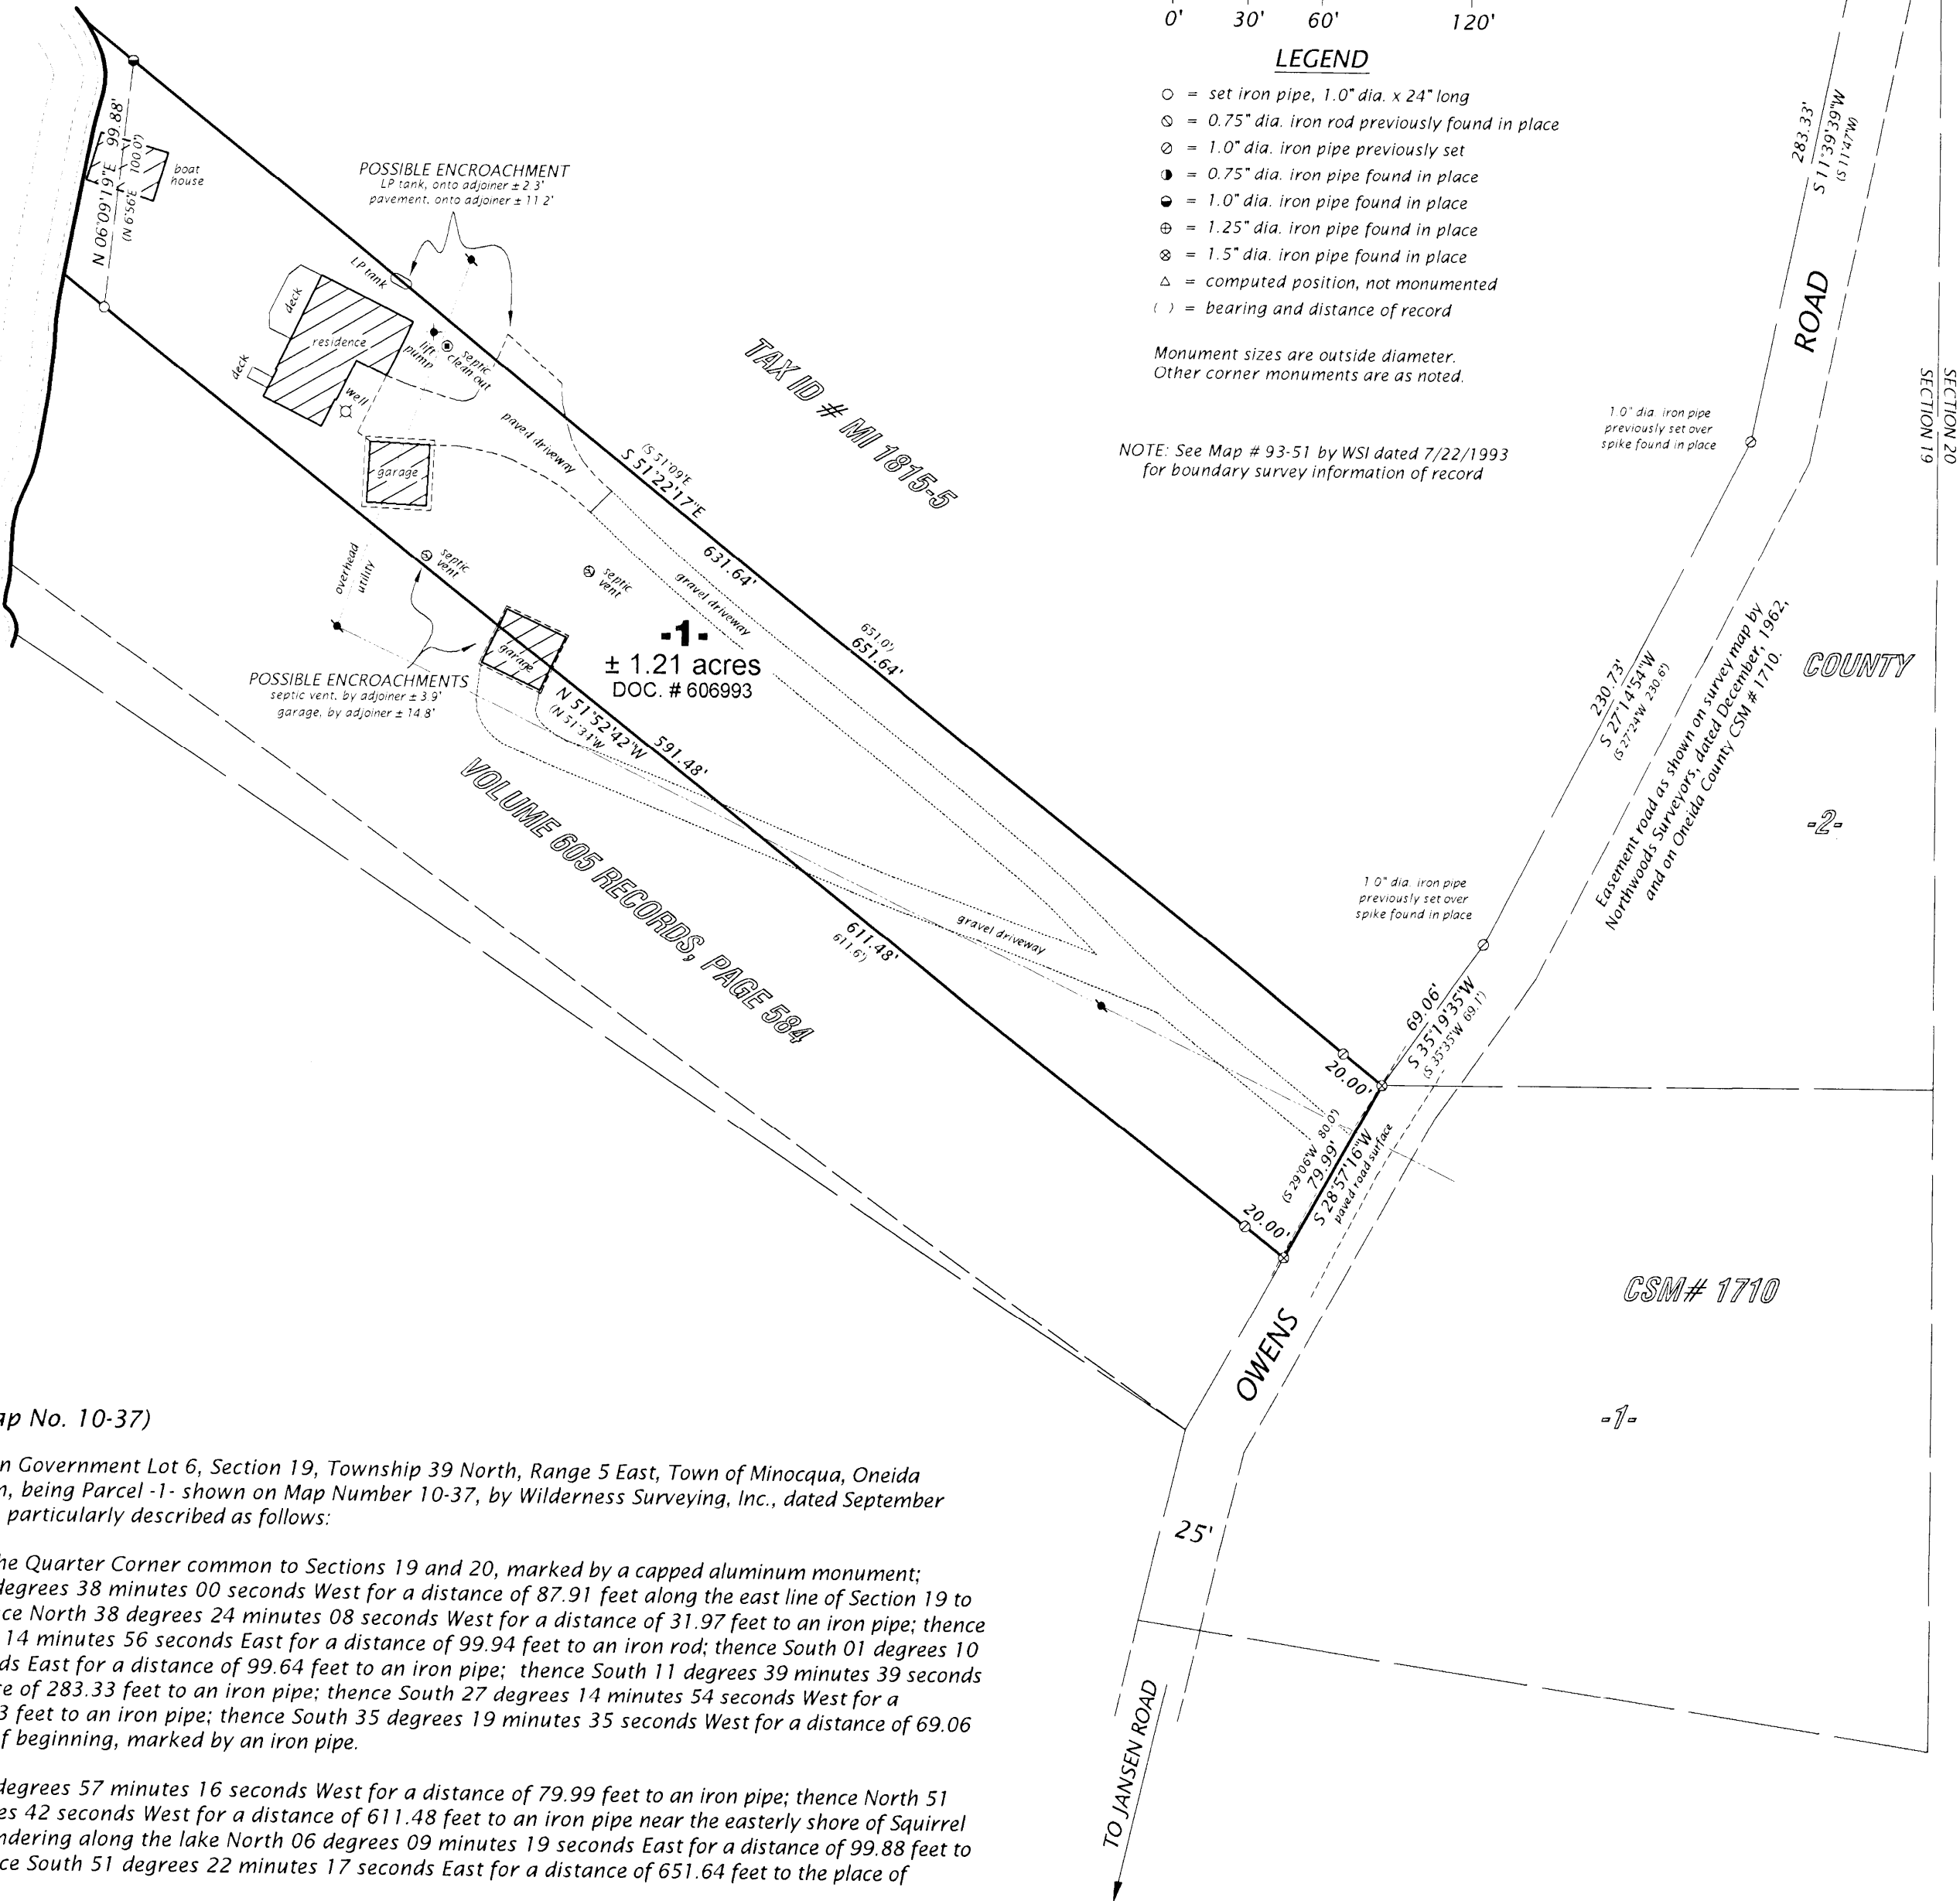 0' 30' 60' 120'
LEGEND
= set iron pipe, 1.0" dia. x 24" long
= 0.75" dia. iron rod previously found in place
= 1.0" dia. iron pipe previously set
= 0.75" dia. iron pipe found in place
= 1.0" dia. iron pipe found in place
= 1.25" dia. iron pipe found in place
= 1.5" dia. iron pipe found in place
= computed position, not monumented
( ) = bearing and distance of record
Monument sizes are outside diameter.
Other corner monuments are as noted.
NOTE: See Map # 93-51 by WSI dated 7/22/1993
for boundary survey information of record
N 06°09'19"E 99.88'
(N 6°56'E 100.0')
boat
house
POSSIBLE ENCROACHMENT
LP tank, onto adjoiner ± 2.3'
pavement, onto adjoiner ± 11.2'
LP tank
deck
residence
deck
lift
pump
septic
clean out
well
garage
paved driveway
(S 51°09'E
S 51°22'17"E
631.64'
651.0')
651.64'
TAX ID # MI 1815-5
gravel driveway
overhead
utility
septic
vent
septic
vent
garage
-1-
± 1.21 acres
DOC. # 606993
POSSIBLE ENCROACHMENTS
septic vent, by adjoiner ± 3.9'
garage, by adjoiner ± 14.8'
N 51°52'42"W
(N 51°34'W
591.48'
611.48'
611.6')
gravel driveway
VOLUME 605 RECORDS, PAGE 584
283.33'
S 11°39'39"W
(S 11°47'W)
ROAD
SECTION 20
SECTION 19
1.0" dia. iron pipe
previously set over
spike found in place
230.73'
S 27°14'54"W
(S 27°24'W 230.6')
Easement road as shown on survey map by
Northwoods Surveyors, dated December, 1962,
and on Oneida County CSM # 1710.
COUNTY
-2-
1.0" dia. iron pipe
previously set over
spike found in place
69.06'
S 35°19'35"W
(S 35°35'W 69.1')
20.00'
(S 29°06'W 80.0')
79.99'
S 28°57'16"W
paved road surface
20.00'
OWENS
CSM# 1710
-1-
25'
TO JANSEN ROAD
ap No. 10-37)
n Government Lot 6, Section 19, Township 39 North, Range 5 East, Town of Minocqua, Oneida
n, being Parcel -1- shown on Map Number 10-37, by Wilderness Surveying, Inc., dated September
particularly described as follows:
he Quarter Corner common to Sections 19 and 20, marked by a capped aluminum monument;
degrees 38 minutes 00 seconds West for a distance of 87.91 feet along the east line of Section 19 to
ce North 38 degrees 24 minutes 08 seconds West for a distance of 31.97 feet to an iron pipe; thence
14 minutes 56 seconds East for a distance of 99.94 feet to an iron rod; thence South 01 degrees 10
ds East for a distance of 99.64 feet to an iron pipe; thence South 11 degrees 39 minutes 39 seconds
e of 283.33 feet to an iron pipe; thence South 27 degrees 14 minutes 54 seconds West for a
3 feet to an iron pipe; thence South 35 degrees 19 minutes 35 seconds West for a distance of 69.06
f beginning, marked by an iron pipe.
degrees 57 minutes 16 seconds West for a distance of 79.99 feet to an iron pipe; thence North 51
es 42 seconds West for a distance of 611.48 feet to an iron pipe near the easterly shore of Squirrel
ndering along the lake North 06 degrees 09 minutes 19 seconds East for a distance of 99.88 feet to
ce South 51 degrees 22 minutes 17 seconds East for a distance of 651.64 feet to the place of